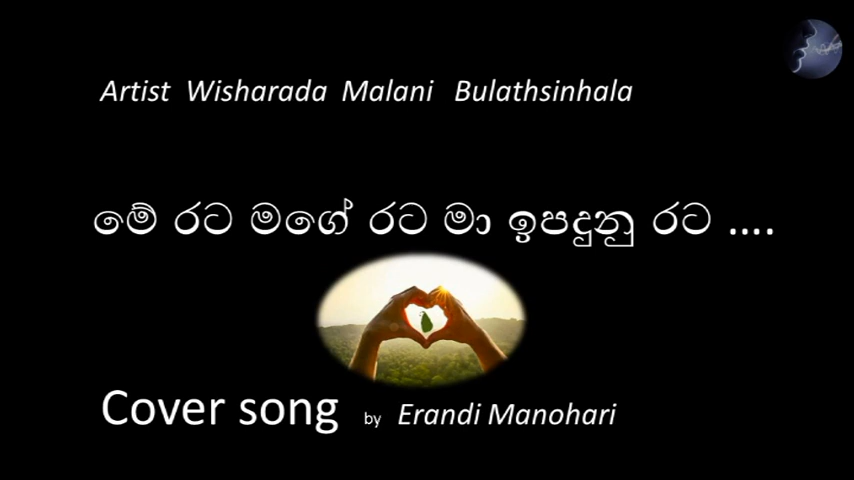 Artist Wisharada Malani Bulathsinhala
මේ රට මගේ රට මා ඉපදුනු රට ....
Cover song by Erandi Manohari